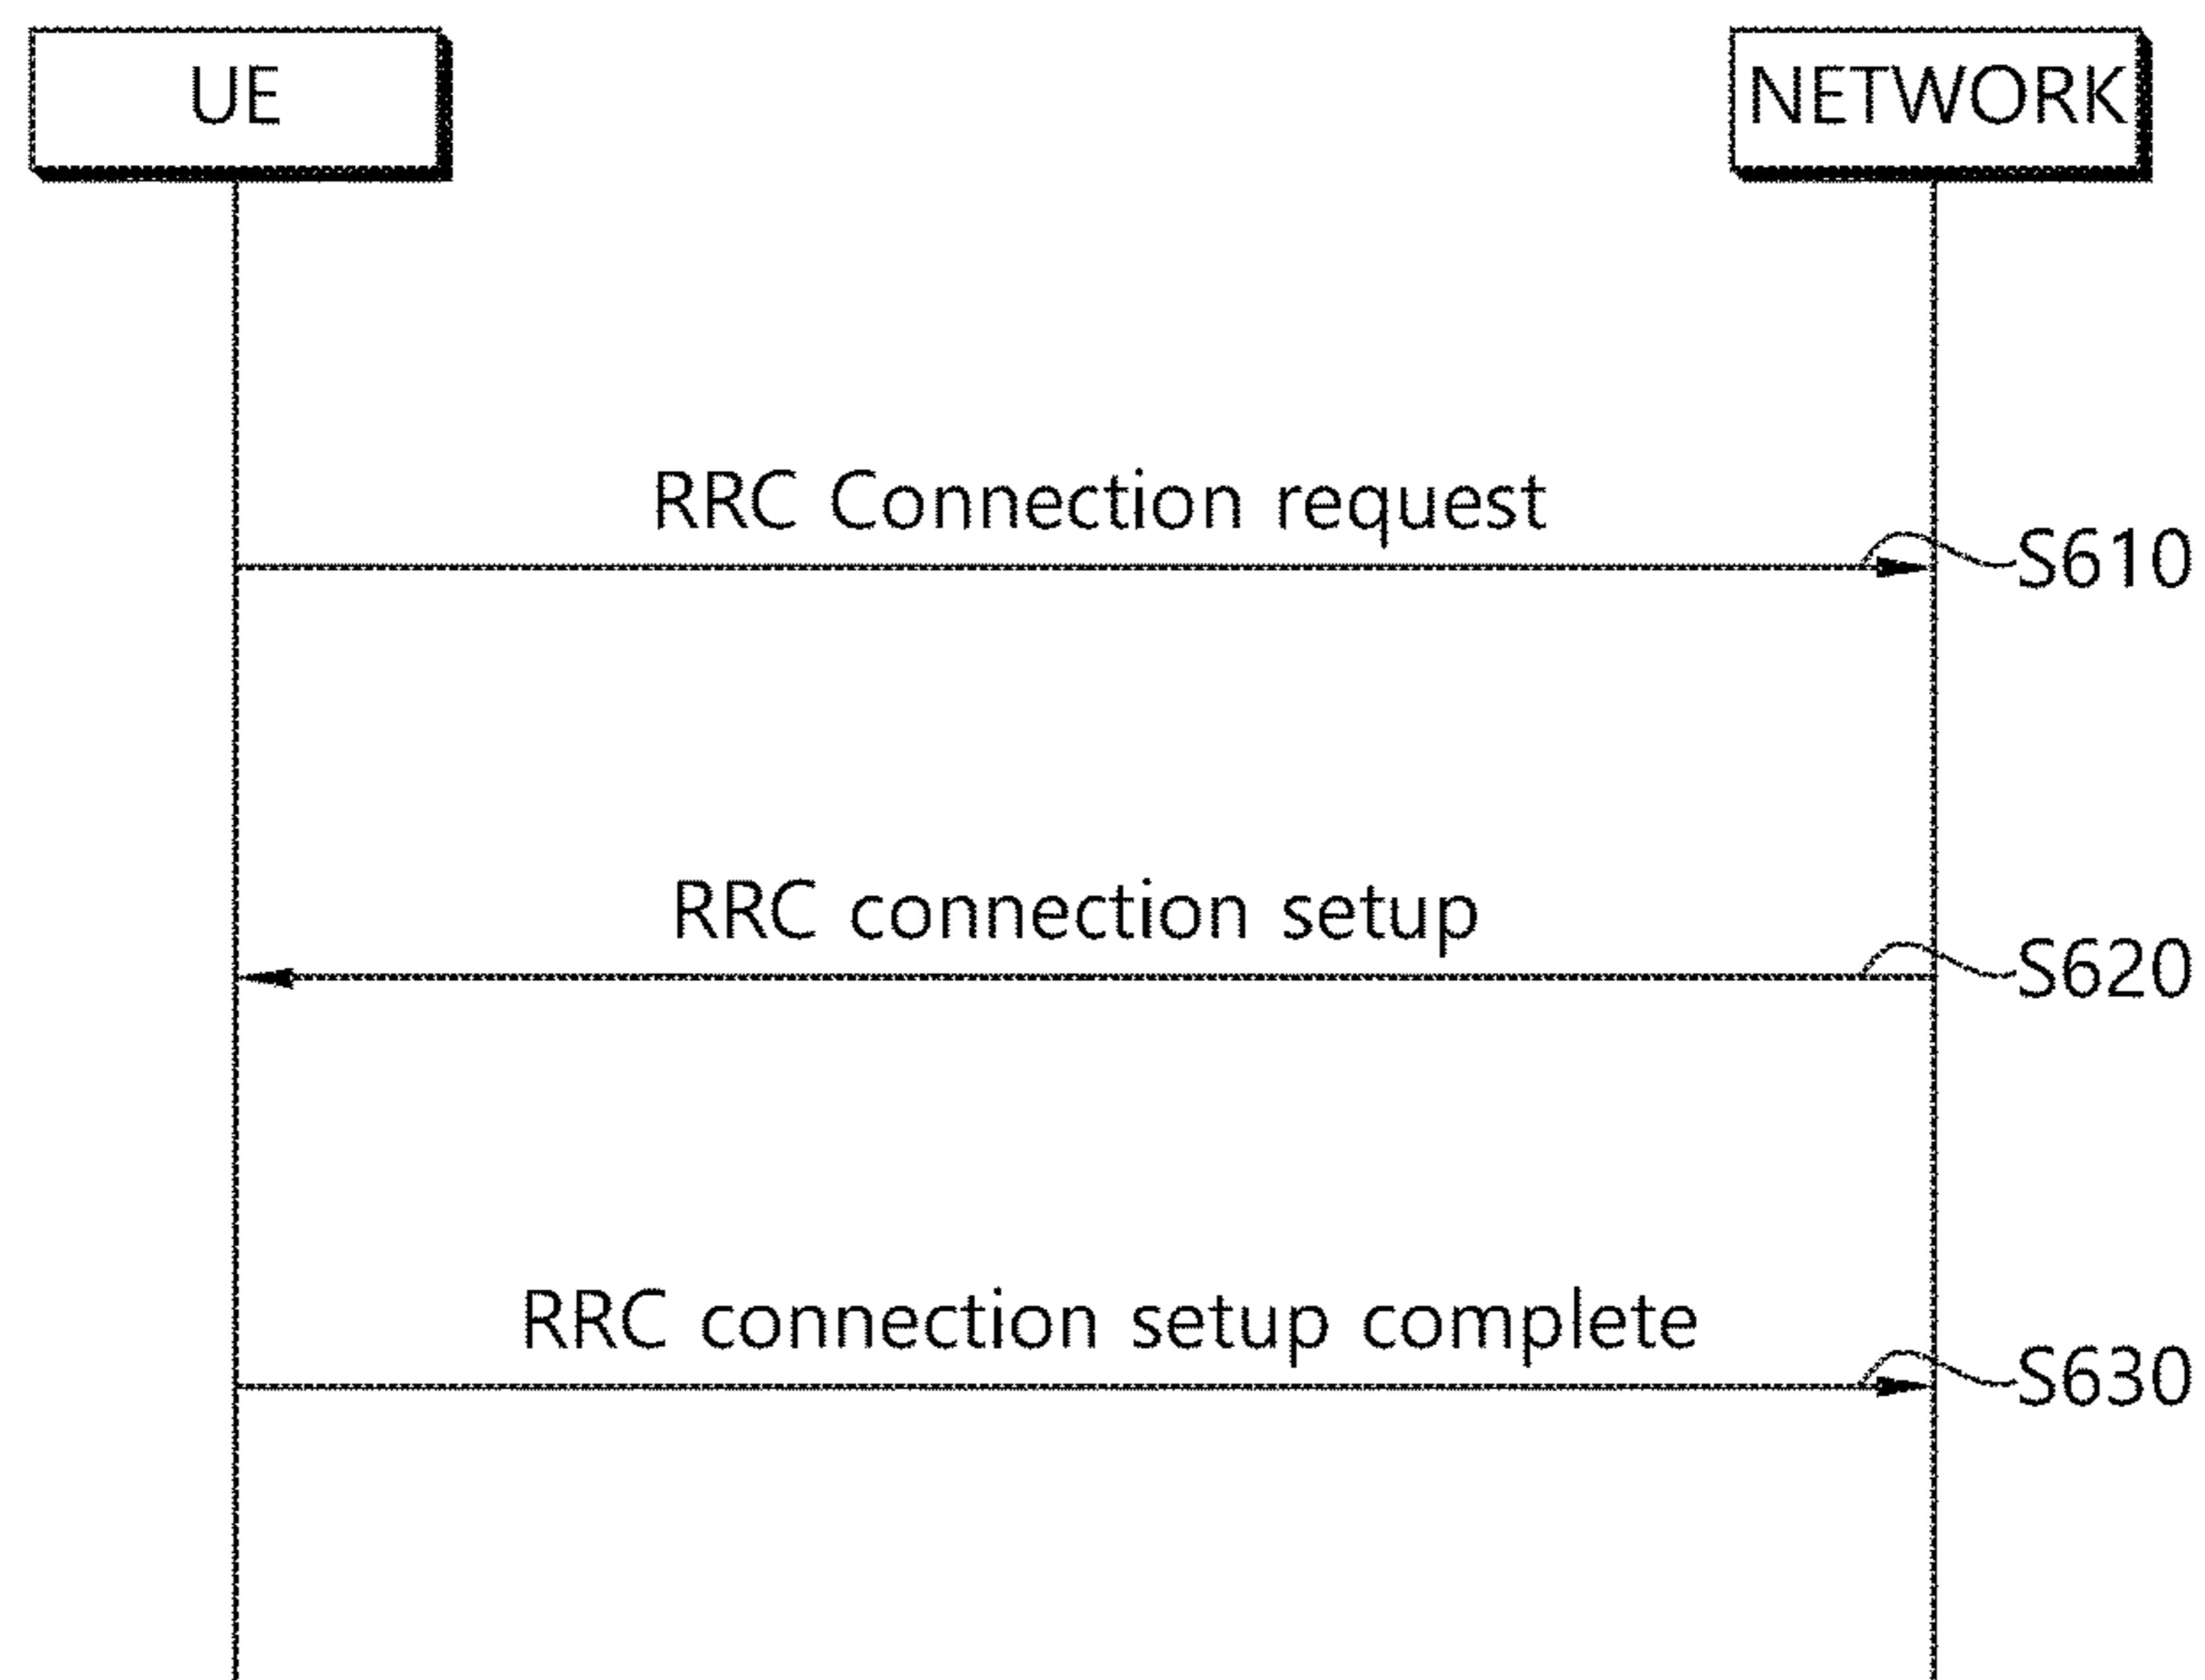 UE
NETWORK
RRC Connection request
S610
RRC connection setup
S620
RRC connection setup complete
S630